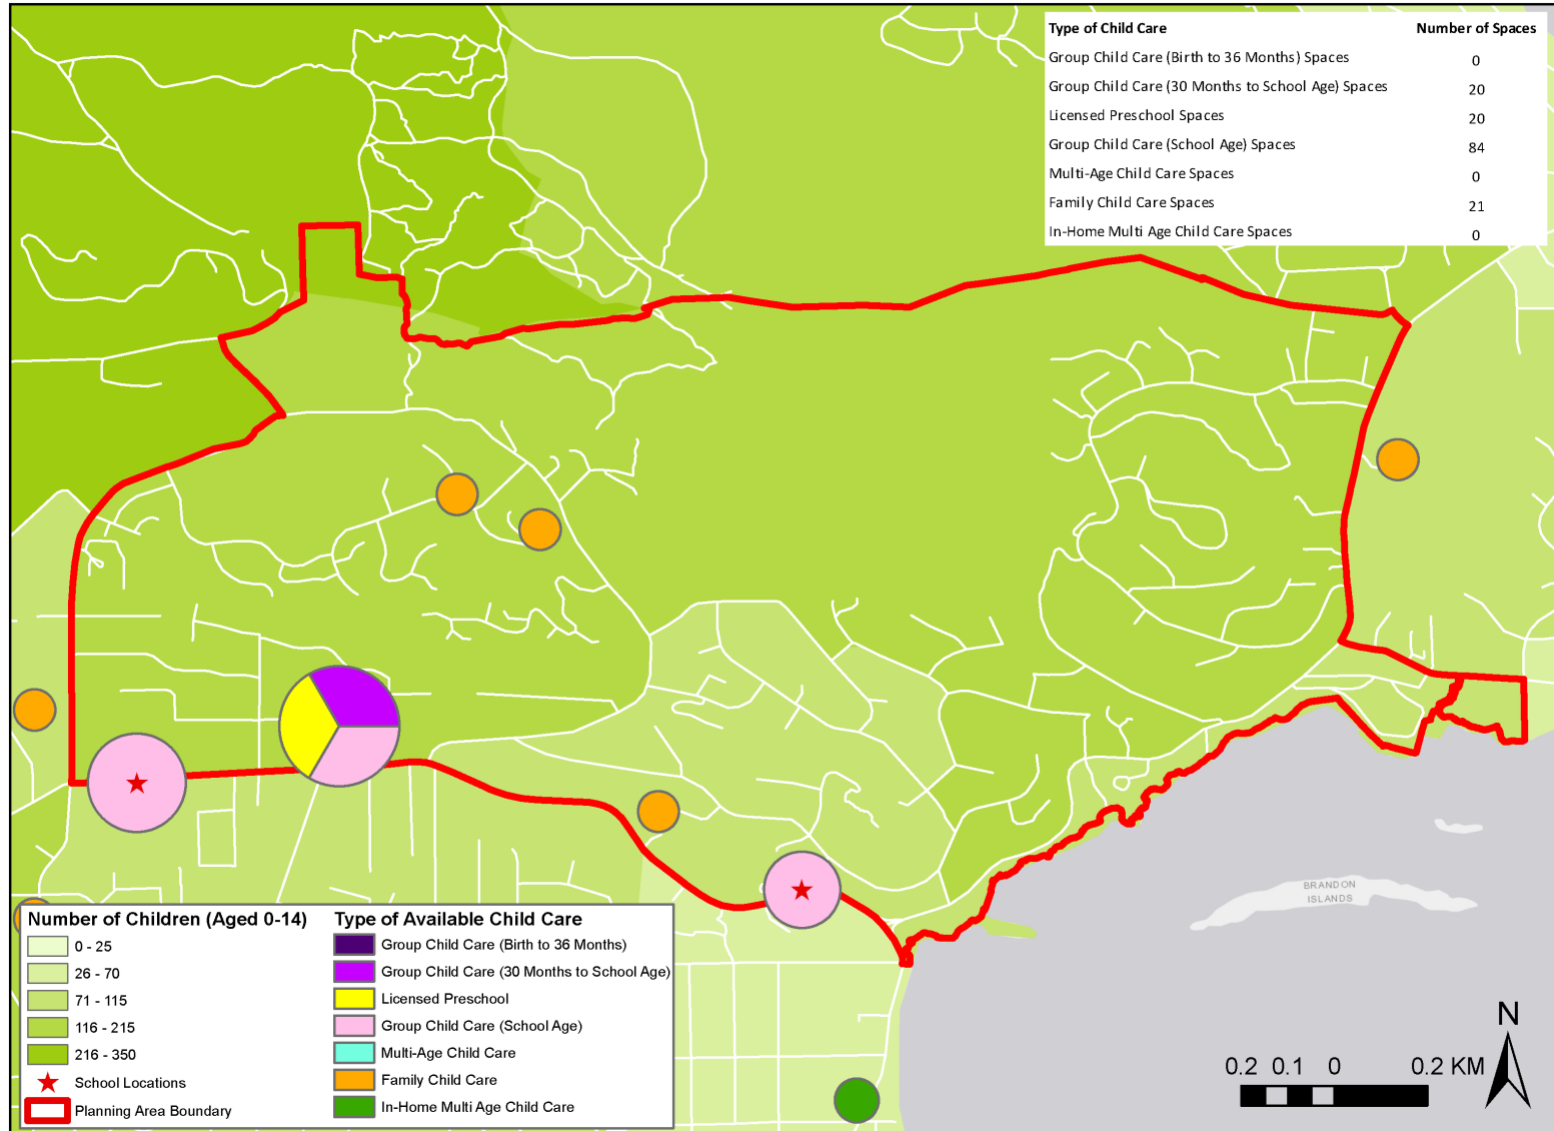 Type of Child Care Number of Spaces
Group Child Care (Birth to 36 Months) Spaces 0
Group Child Care (30 Months to School Age) Spaces 20
Licensed Preschool Spaces 20
Group Child Care (School Age) Spaces 84
Multi-Age Child Care Spaces 0
Family Child Care Spaces 21
In-Home Multi Age Child Care Spaces 0
BRANDON
ISLANDS
Number of Children (Aged 0-14)
0 - 25
26 - 70
71 - 115
116 - 215
216 - 350
School Locations
Planning Area Boundary
Type of Available Child Care
Group Child Care (Birth to 36 Months)
Group Child Care (30 Months to School Age)
Licensed Preschool
Group Child Care (School Age)
Multi-Age Child Care
Family Child Care
In-Home Multi Age Child Care
N
0.2 0.1 0 0.2 KM